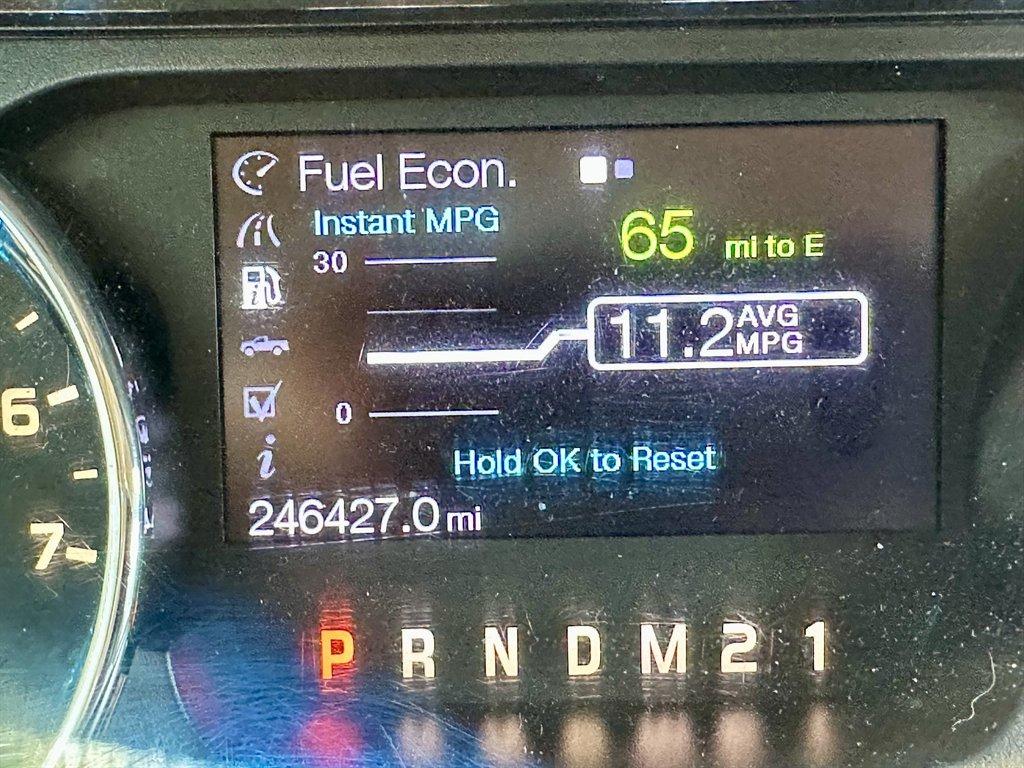 Fuel Econ.
Instant MPG
65 mi to E
30
11.2 AVG MPG
0
6
Hold OK to Reset
246427.0 mi
7
P R N D M 2 1